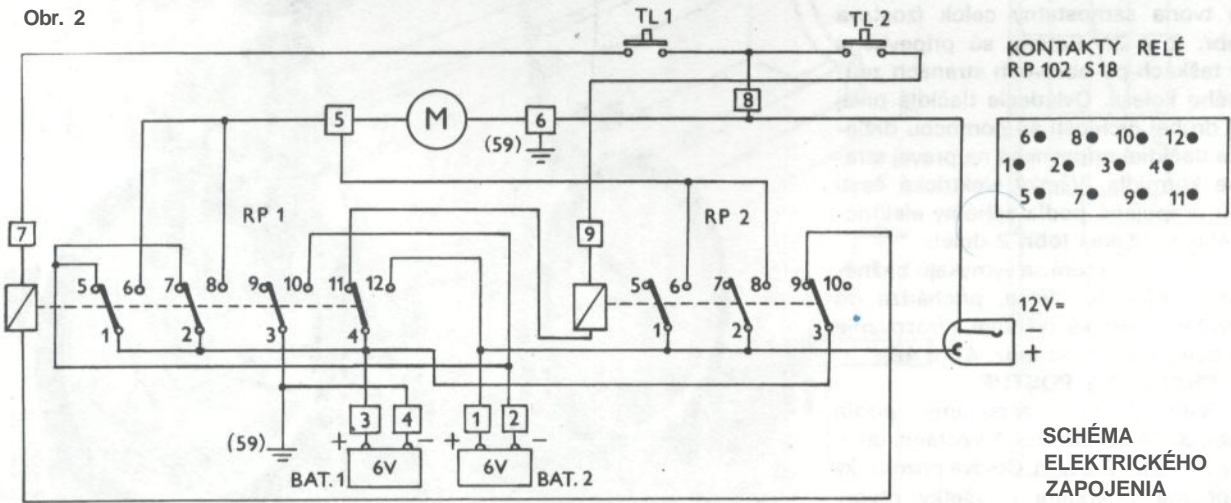 Obr. 2
TL 1
TL 2
KONTAKTY RELÉ
RP 102 S18
8
5
M
6
(59)
6 8 10 12
1 2 3 4
5 7 9 11
RP 1
RP 2
7
9
5 6 7 8 9 10 11 12
5 6 7 8 9 10
1 2 3 4
1 2 3
12V=
+
3 4 1 2
(59)
+ − + −
6V 6V
BAT. 1 BAT. 2
SCHÉMA
ELEKTRICKÉHO
ZAPOJENIA